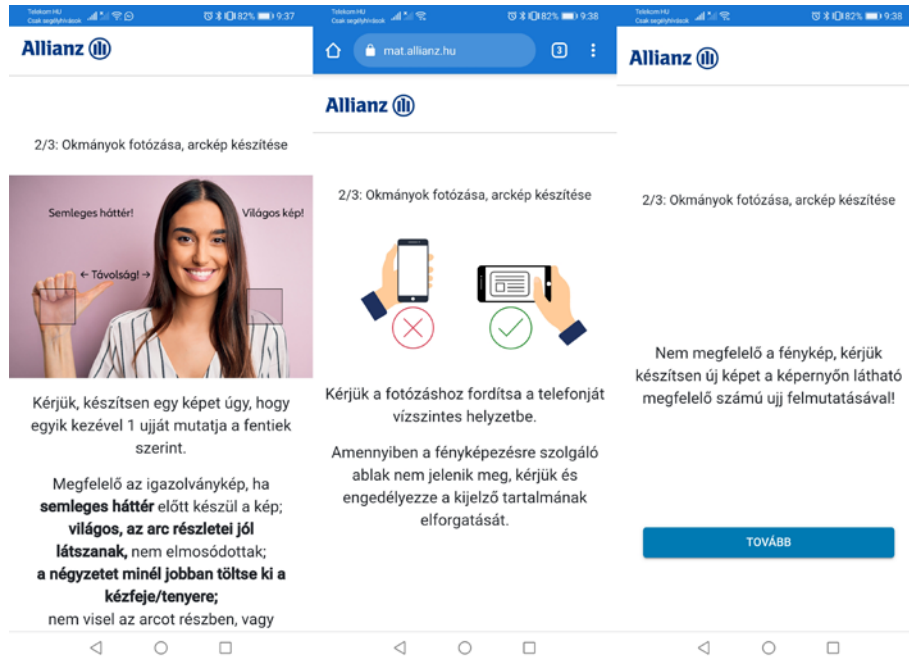 Telekom HU
Csak segélyhívások
82%
9:37
Allianz
2/3: Okmányok fotózása, arckép készítése
Semleges háttér!
Világos kép!
← Távolság! →
Kérjük, készítsen egy képet úgy, hogy
egyik kezével 1 ujját mutatja a fentiek
szerint.
Megfelelő az igazolványkép, ha
semleges háttér előtt készül a kép;
világos, az arc részletei jól
látszanak, nem elmosódottak;
a négyzetet minél jobban töltse ki a
kézfeje/tenyere;
nem visel az arcot részben, vagy
Telekom HU
Csak segélyhívások
82%
9:38
mat.allianz.hu
3
Allianz
2/3: Okmányok fotózása, arckép készítése
Kérjük a fotózáshoz fordítsa a telefonját
vízszintes helyzetbe.
Amennyiben a fényképezésre szolgáló
ablak nem jelenik meg, kérjük és
engedélyezze a kijelző tartalmának
elforgatását.
Telekom HU
Csak segélyhívások
82%
9:38
Allianz
2/3: Okmányok fotózása, arckép készítése
Nem megfelelő a fénykép, kérjük
készítsen új képet a képernyőn látható
megfelelő számú ujj felmutatásával!
TOVÁBB